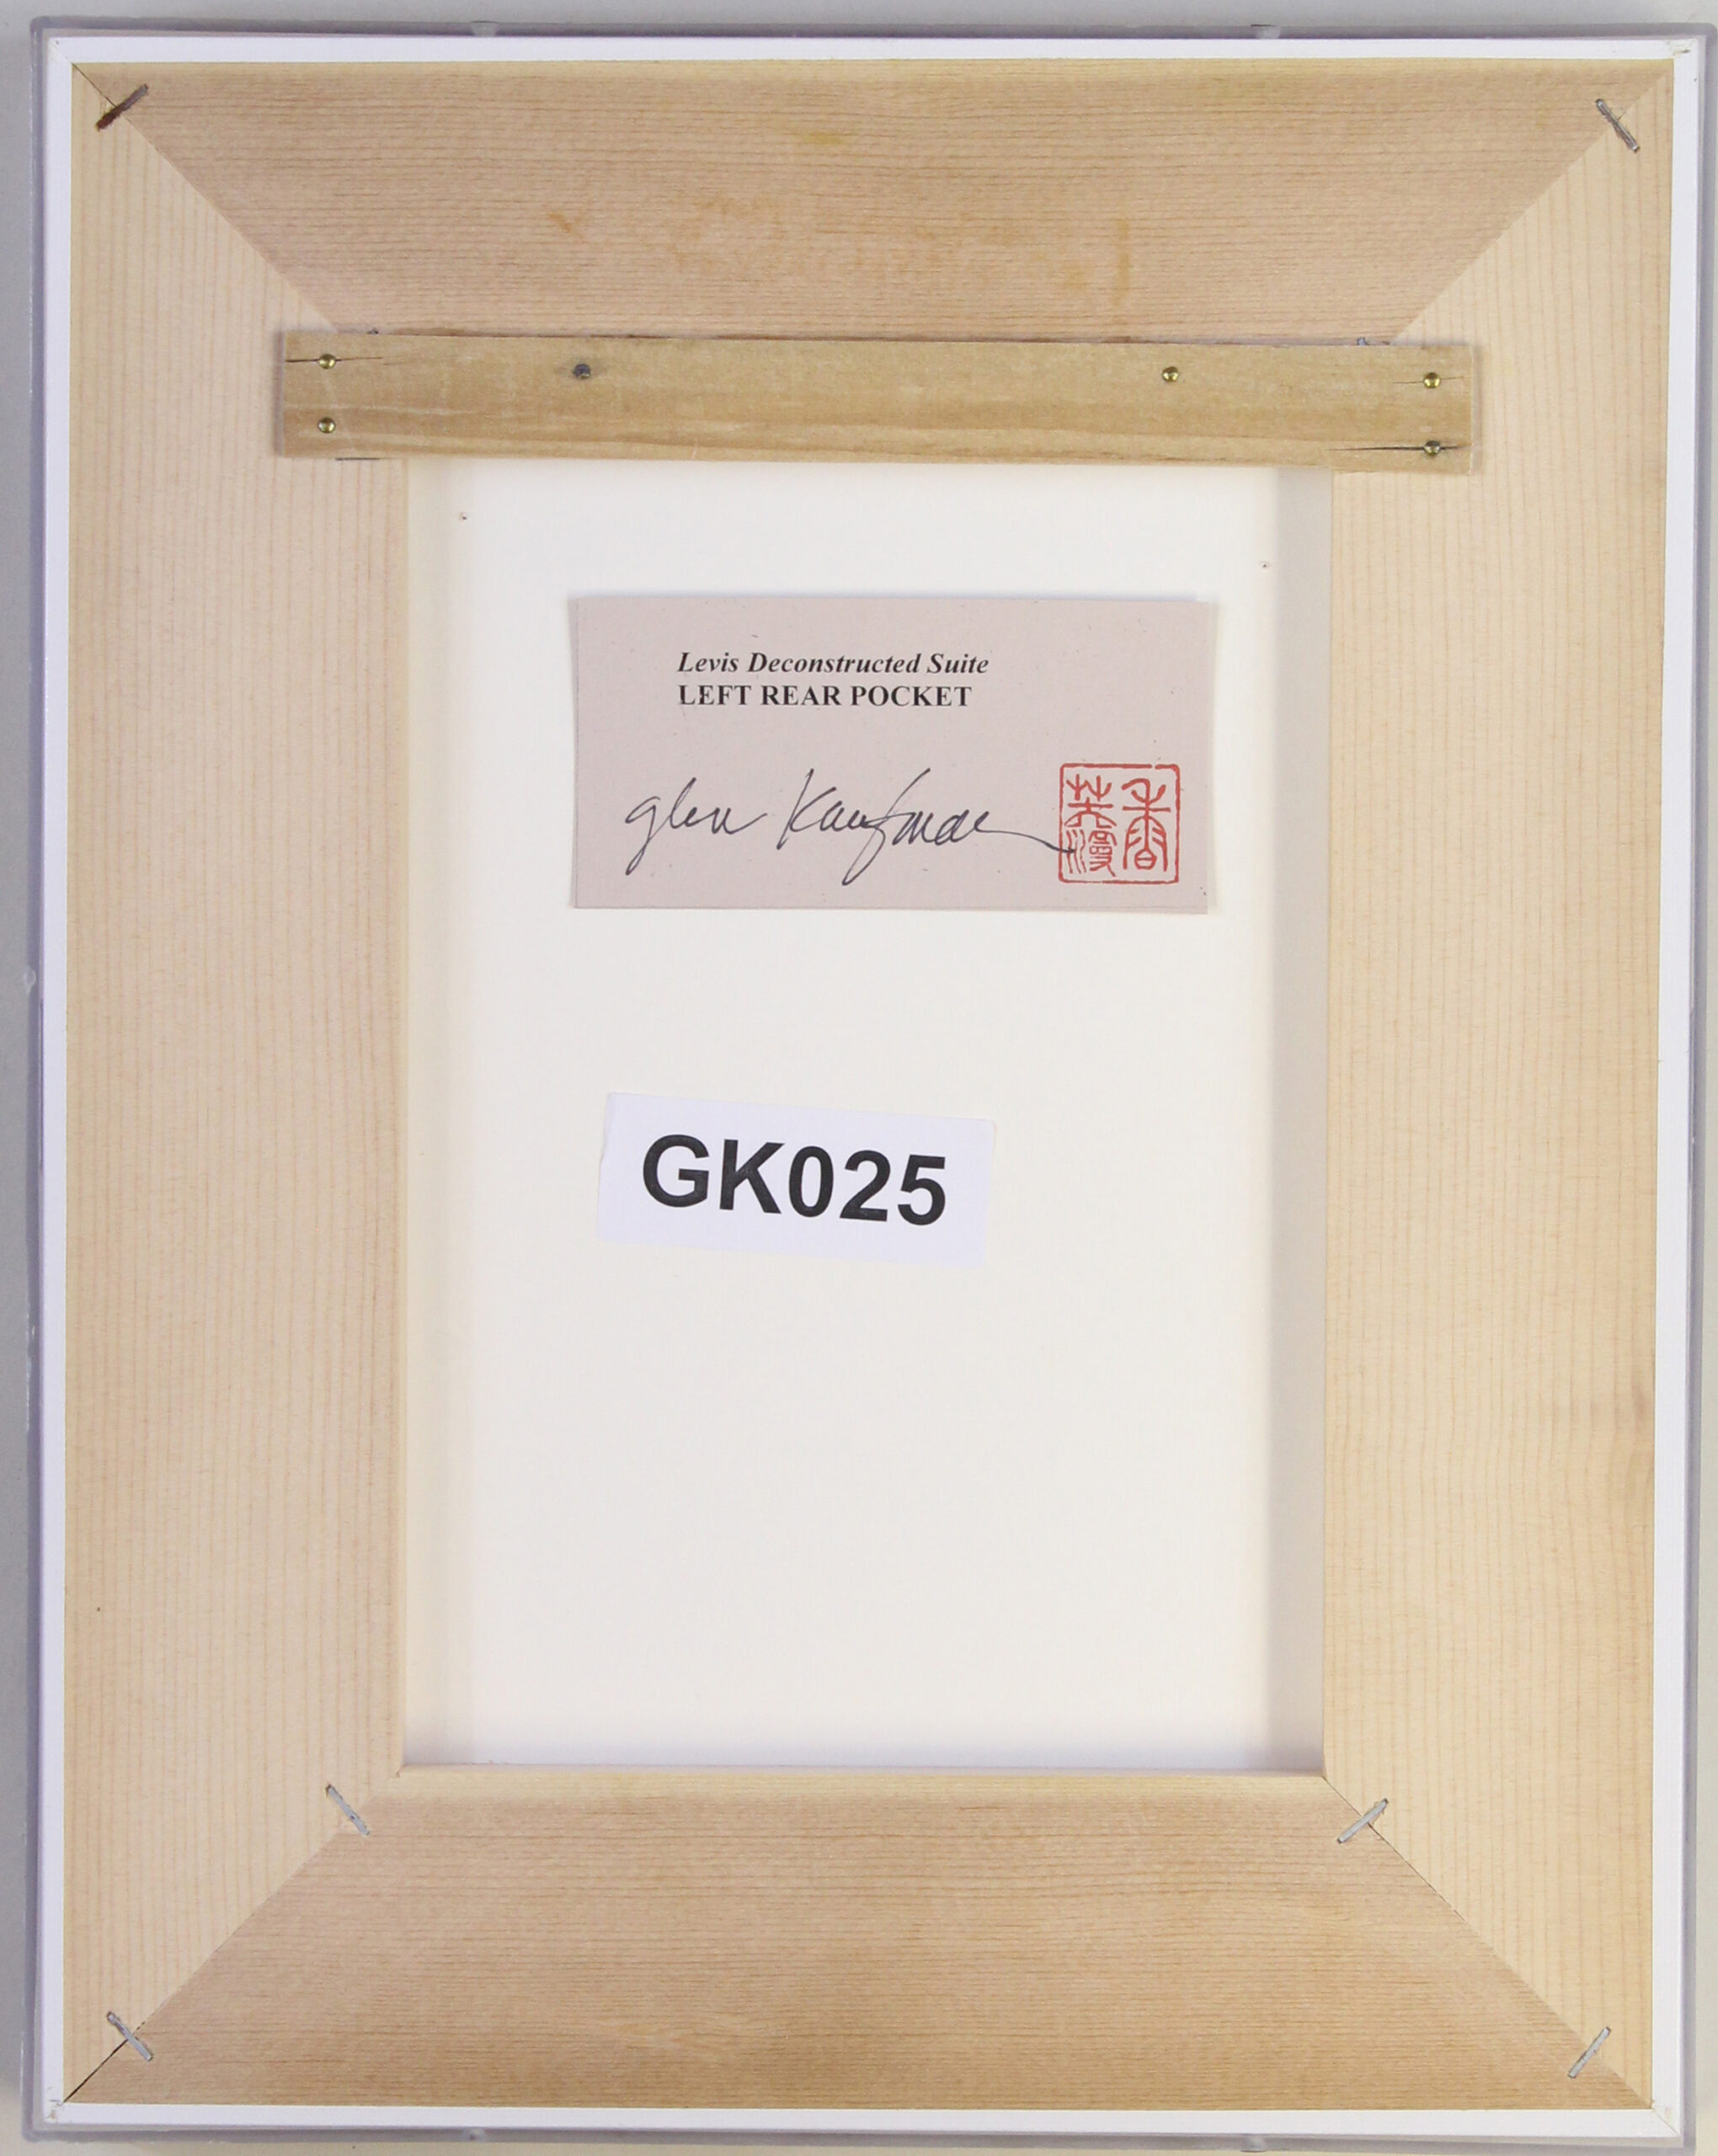 Levis Deconstructed Suite
LEFT REAR POCKET
glen Kaufman
GK025